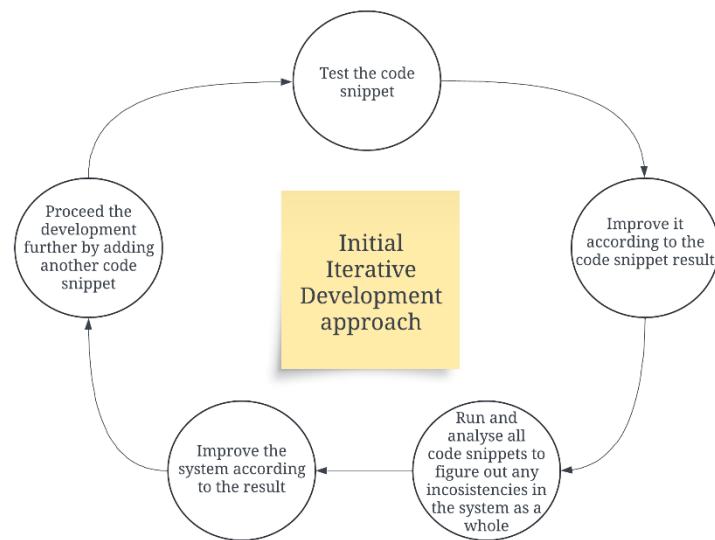 Test the code
snippet
Improve it
according to the
code snippet result
Run and
analyse all
code snippets to
figure out any
incosistencies in
the system as a
whole
Improve the
system according
to the result
Proceed the
development
further by adding
another code
snippet
Initial
Iterative
Development
approach